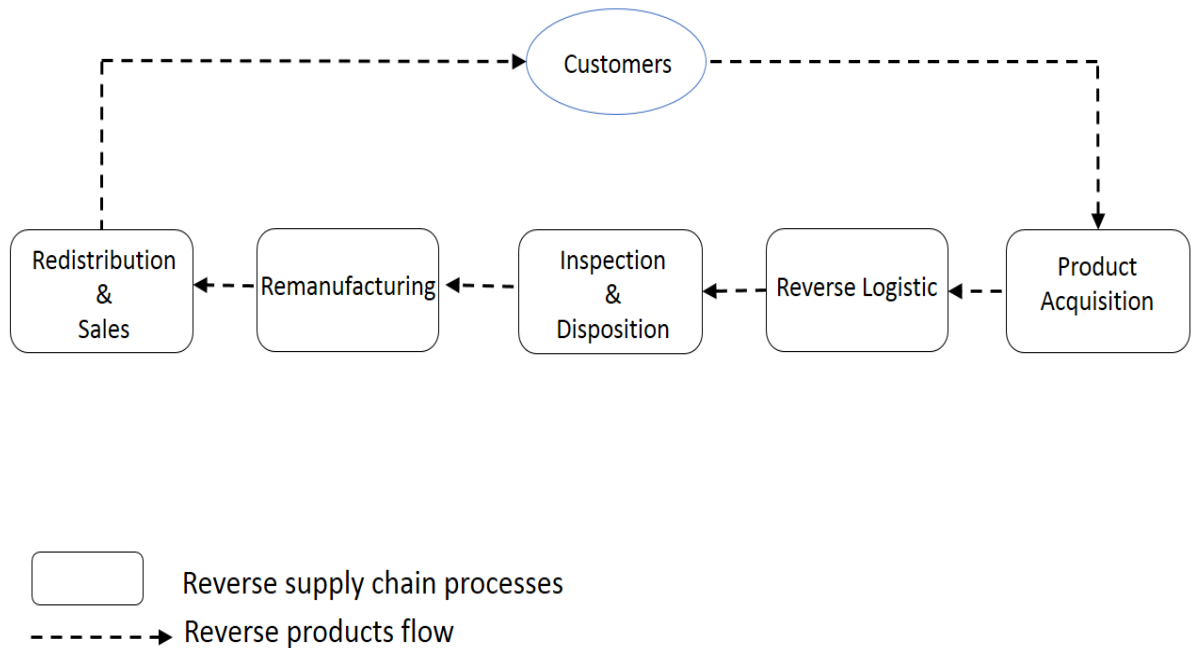 Customers
Redistribution
&
Sales
Remanufacturing
Inspection
&
Disposition
Reverse Logistic
Product
Acquisition
Reverse supply chain processes
Reverse products flow